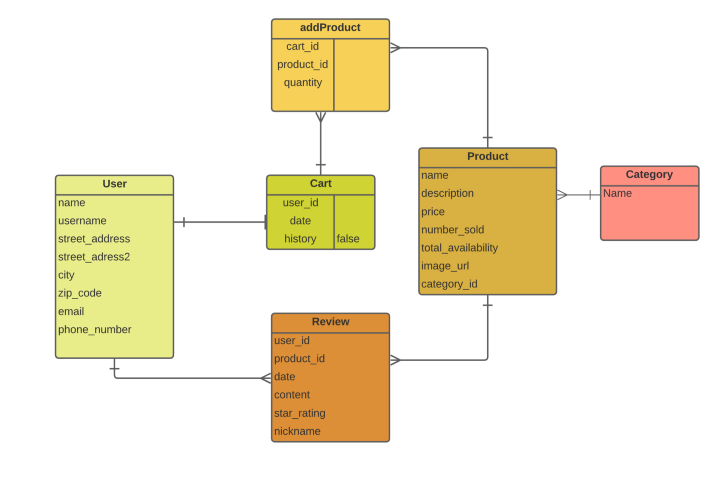 addProduct
cart_id
product_id
quantity
User
name
username
street_address
street_adress2
city
zip_code
email
phone_number
Cart
user_id
date
history false
Product
name
description
price
number_sold
total_availability
image_url
category_id
Category
Name
Review
user_id
product_id
date
content
star_rating
nickname